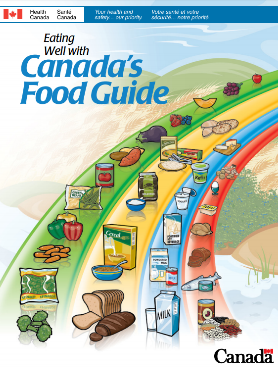 Health Santé
Canada Canada
Your health and Votre santé et votre
safety... our priority. sécurité... notre priorité.
Eating
Well with
Canada's
Food Guide
Cereal
MILK
Canada